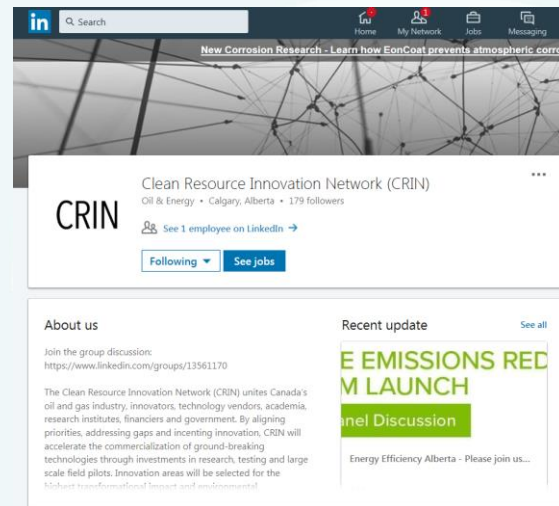 in
Search
Home
My Network
1
Jobs
Messaging
New Corrosion Research - Learn how EonCoat prevents atmospheric corro
CRIN
Clean Resource Innovation Network (CRIN)
Oil & Energy • Calgary, Alberta • 179 followers
See 1 employee on LinkedIn →
Following
See jobs
About us
Join the group discussion:
https://www.linkedin.com/groups/13561170
The Clean Resource Innovation Network (CRIN) unites Canada's
oil and gas industry, innovators, technology vendors, academia,
research institutes, financiers and government. By aligning
priorities, addressing gaps and incenting innovation, CRIN will
accelerate the commercialization of ground-breaking
technologies through investments in research, testing and large
scale field pilots. Innovation areas will be selected for the
highest transformational impact and environmental
Recent update
See all
E EMISSIONS RED
M LAUNCH
nel Discussion
Energy Efficiency Alberta - Please join us...